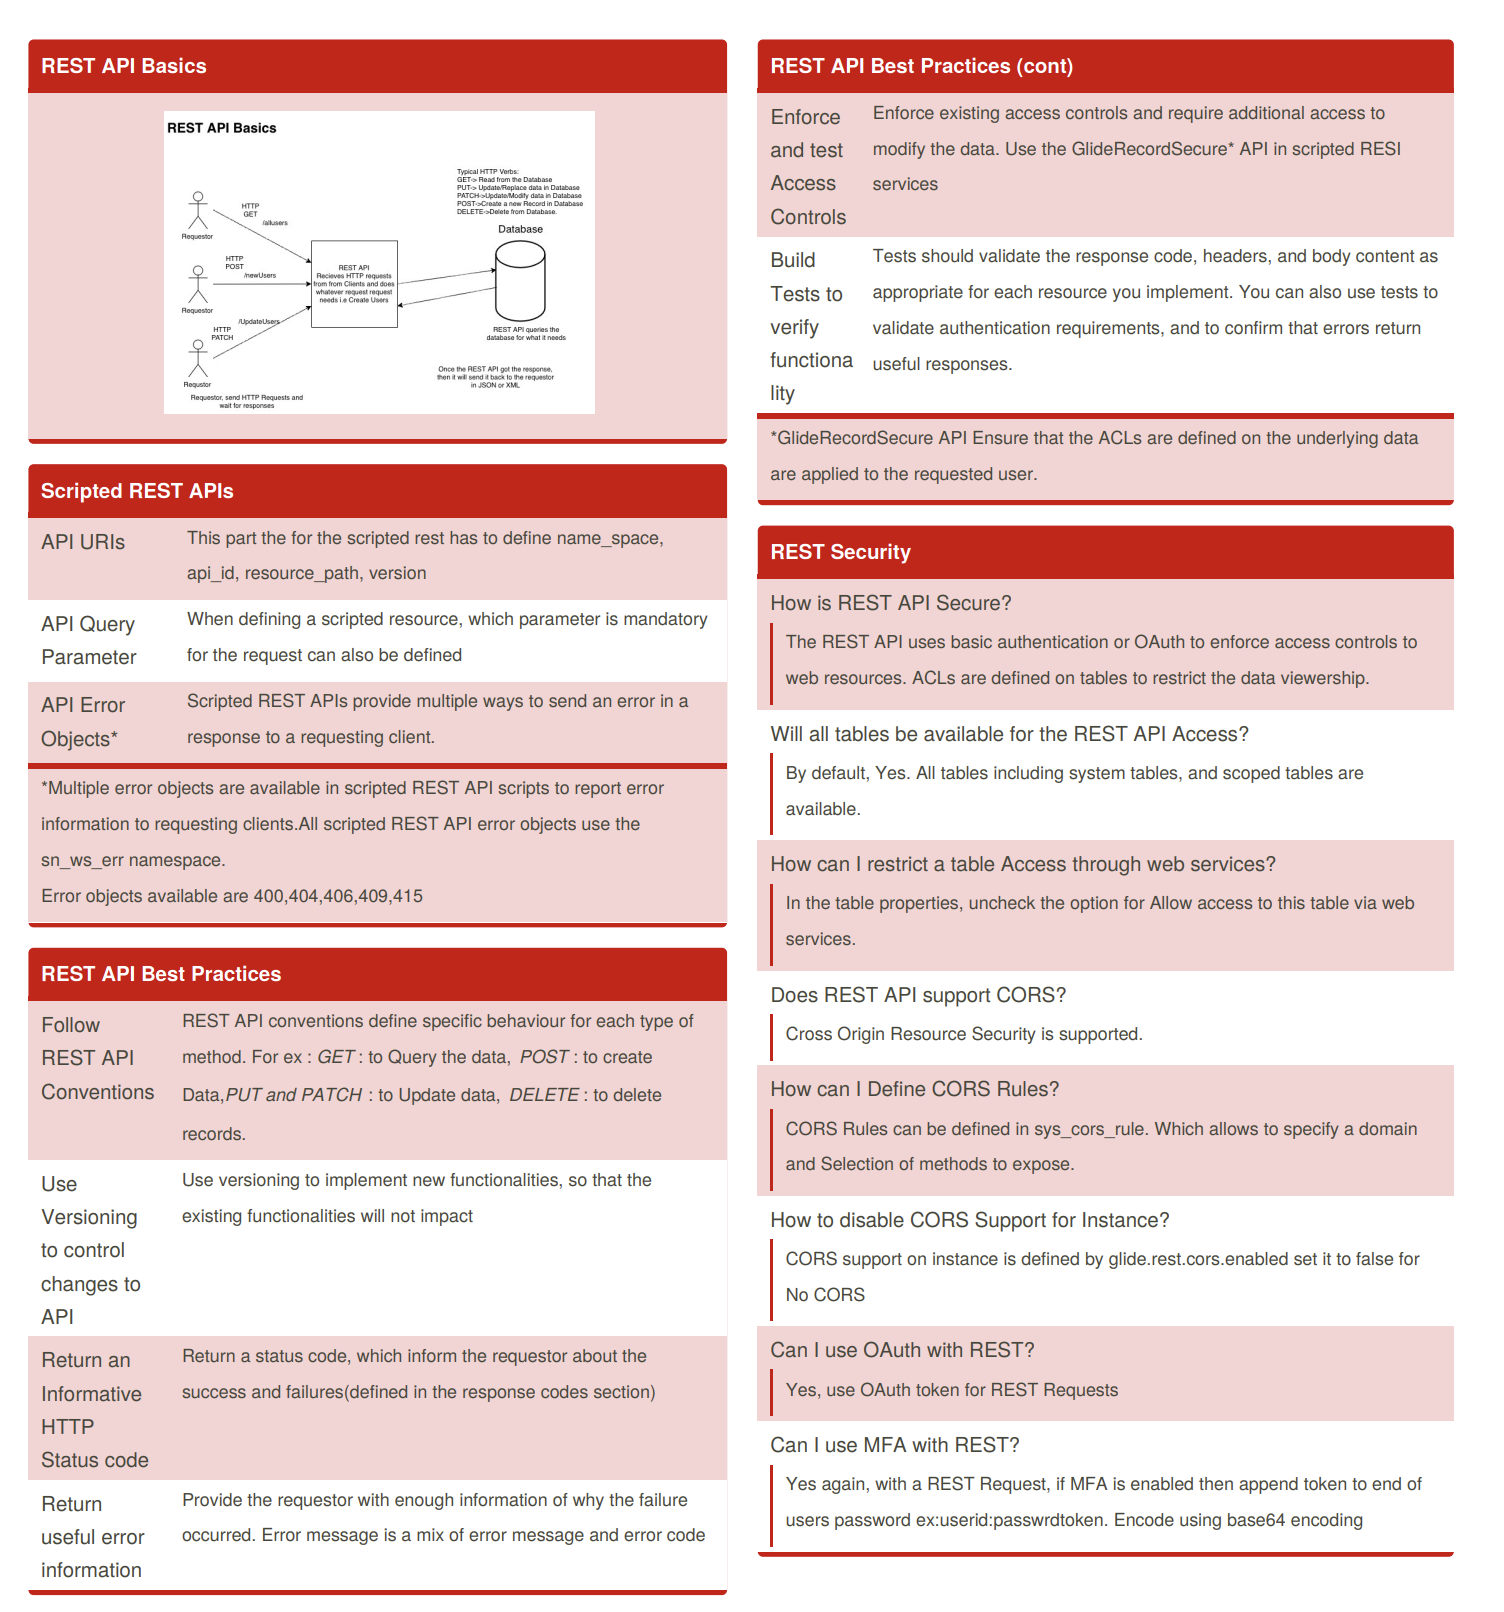 REST API Basics
REST API Basics
Typical HTTP Verbs:
GET-> Read from the Database
PUT-> Update/Replace data in Database
PATCH->Update/Modify data in Database
POST->Create a new Record in Database
DELETE->Delete from Database.
HTTP
GET
/allusers
Requestor
Database
HTTP
POST
/newUsers
Requestor
REST API
Recieves HTTP requests
from from Clients and does
whatever request request
needs i.e Create Users
/UpdateUsers
HTTP
PATCH
REST API queries the
database for what it needs
Requstor
Once the REST API got the response,
then it will send it back to the requestor
in JSON or XML
Requestor, send HTTP Requests and
wait for responses
Scripted REST APIs
API URIs
This part the for the scripted rest has to define name_space,
api_id, resource_path, version
API Query
Parameter
When defining a scripted resource, which parameter is mandatory
for the request can also be defined
API Error
Objects*
Scripted REST APIs provide multiple ways to send an error in a
response to a requesting client.
*Multiple error objects are available in scripted REST API scripts to report error
information to requesting clients.All scripted REST API error objects use the
sn_ws_err namespace.
Error objects available are 400,404,406,409,415
REST API Best Practices
Follow
REST API
Conventions
REST API conventions define specific behaviour for each type of
method. For ex : GET : to Query the data, POST : to create
Data,PUT and PATCH : to Update data, DELETE : to delete
records.
Use
Versioning
to control
changes to
API
Use versioning to implement new functionalities, so that the
existing functionalities will not impact
Return an
Informative
HTTP
Status code
Return a status code, which inform the requestor about the
success and failures(defined in the response codes section)
Return
useful error
information
Provide the requestor with enough information of why the failure
occurred. Error message is a mix of error message and error code
REST API Best Practices (cont)
Enforce
and test
Access
Controls
Enforce existing access controls and require additional access to
modify the data. Use the GlideRecordSecure* API in scripted RESI
services
Build
Tests to
verify
functiona
lity
Tests should validate the response code, headers, and body content as
appropriate for each resource you implement. You can also use tests to
validate authentication requirements, and to confirm that errors return
useful responses.
*GlideRecordSecure API Ensure that the ACLs are defined on the underlying data
are applied to the requested user.
REST Security
How is REST API Secure?
The REST API uses basic authentication or OAuth to enforce access controls to
web resources. ACLs are defined on tables to restrict the data viewership.
Will all tables be available for the REST API Access?
By default, Yes. All tables including system tables, and scoped tables are
available.
How can I restrict a table Access through web services?
In the table properties, uncheck the option for Allow access to this table via web
services.
Does REST API support CORS?
Cross Origin Resource Security is supported.
How can I Define CORS Rules?
CORS Rules can be defined in sys_cors_rule. Which allows to specify a domain
and Selection of methods to expose.
How to disable CORS Support for Instance?
CORS support on instance is defined by glide.rest.cors.enabled set it to false for
No CORS
Can I use OAuth with REST?
Yes, use OAuth token for REST Requests
Can I use MFA with REST?
Yes again, with a REST Request, if MFA is enabled then append token to end of
users password ex:userid:passwrdtoken. Encode using base64 encoding